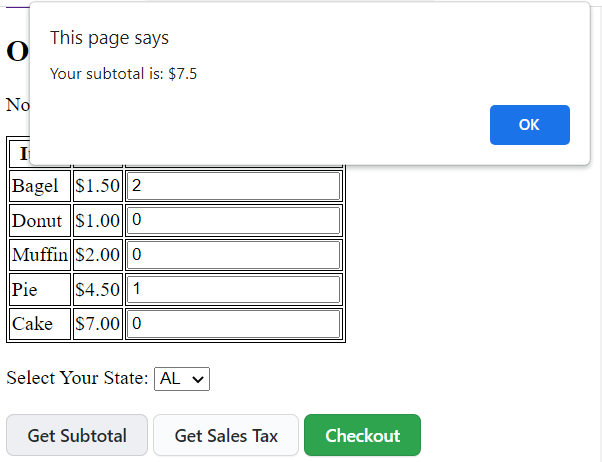 This page says
Your subtotal is: $7.5
OK
Bagel $1.50 2
Donut $1.00 0
Muffin $2.00 0
Pie $4.50 1
Cake $7.00 0
Select Your State: AL
Get Subtotal Get Sales Tax Checkout